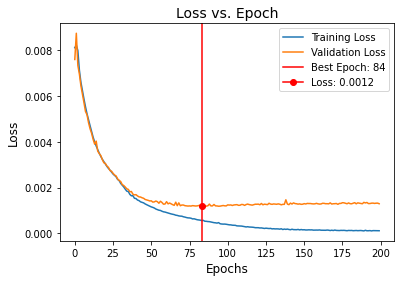 Loss vs. Epoch
Training Loss
Validation Loss
Best Epoch: 84
Loss: 0.0012
Loss
0.008
0.006
0.004
0.002
0.000
0 25 50 75 100 125 150 175 200
Epochs